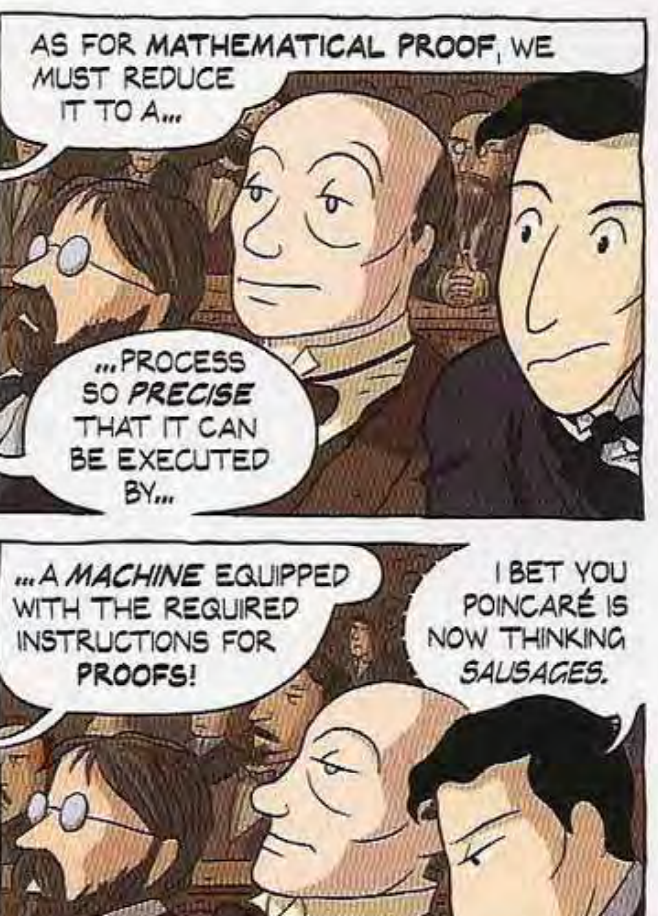 AS FOR MATHEMATICAL PROOF, WE
MUST REDUCE
IT TO A...
...PROCESS
SO PRECISE
THAT IT CAN
BE EXECUTED
BY...
...A MACHINE EQUIPPED
WITH THE REQUIRED
INSTRUCTIONS FOR
PROOFS!
I BET YOU
POINCARÉ IS
NOW THINKING
SAUSAGES.